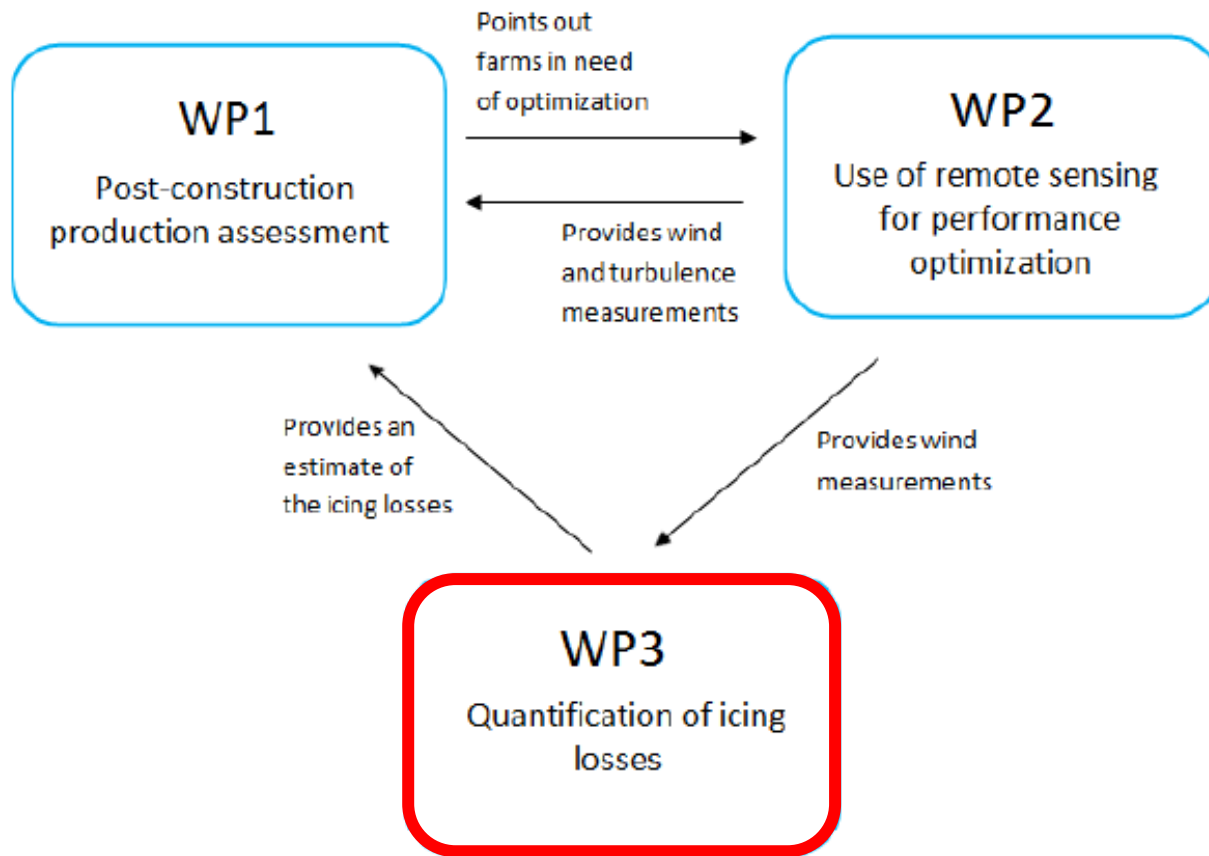 Points out
farms in need
of optimization
WP1
Post-construction
production assessment
WP2
Use of remote sensing
for performance
optimization
Provides wind
and turbulence
measurements
Provides an
estimate of
the icing losses
Provides wind
measurements
WP3
Quantification of icing
losses